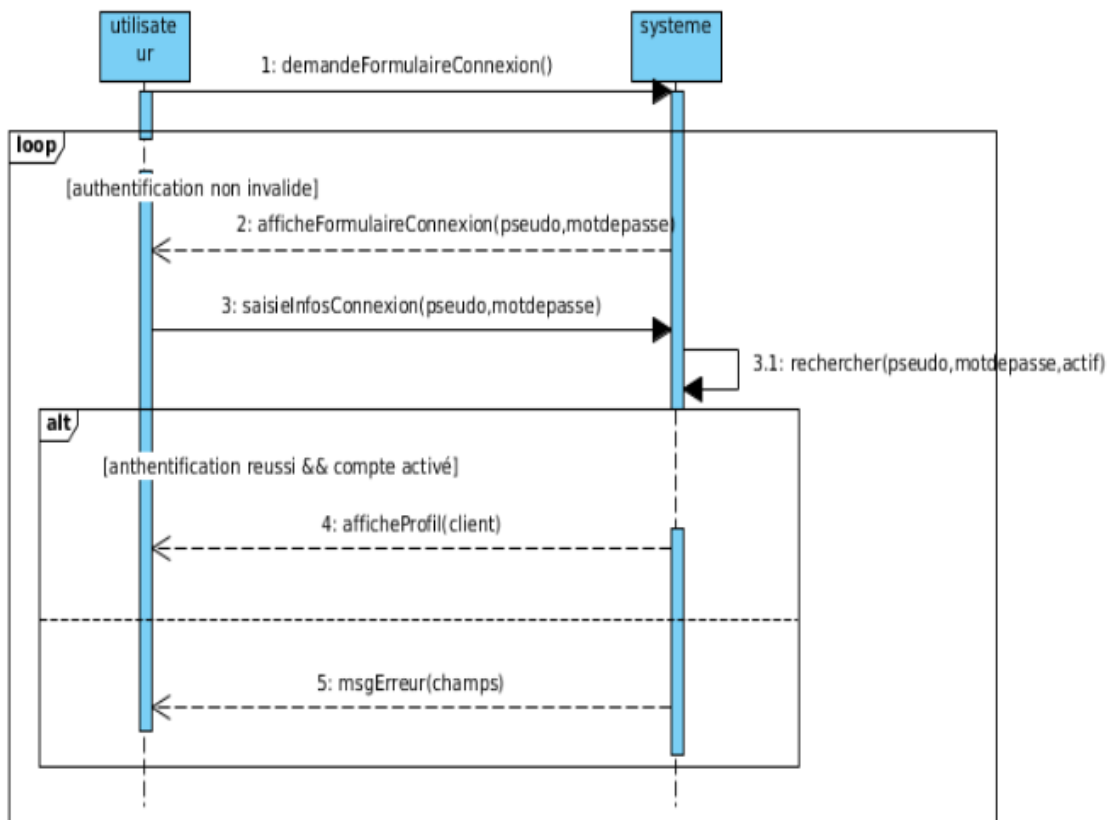 utilisate
ur
systeme
1: demandeFormulaireConnexion()
loop
[authentification non invalide]
2: afficheFormulaireConnexion(pseudo,motdepasse)
3: saisieInfosConnexion(pseudo,motdepasse)
3.1: rechercher(pseudo,motdepasse,actif)
alt
[anthentification reussi && compte activé]
4: afficheProfil(client)
5: msgErreur(champs)